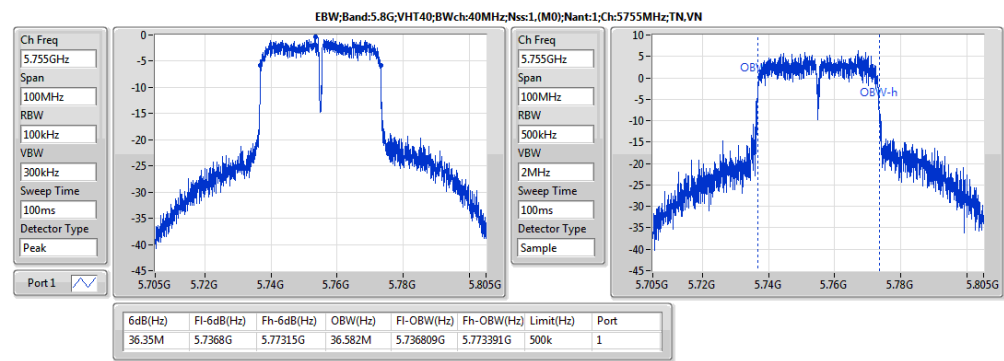 EBW;Band:5.8G;VHT40;BWch:40MHz;Nss:1,(M0);Nant:1;Ch:5755MHz;TN,VN
Ch Freq
5.755GHz
Span
100MHz
RBW
100kHz
VBW
300kHz
Sweep Time
100ms
Detector Type
Peak
Port 1
0
-5
-10
-15
-20
-25
-30
-35
-40
-45
5.705G 5.72G 5.74G 5.76G 5.78G 5.805G
Ch Freq
5.755GHz
Span
100MHz
RBW
500kHz
VBW
2MHz
Sweep Time
100ms
Detector Type
Sample
10
5
0
-5
-10
-15
-20
-25
-30
-35
-40
-45
OB
OBW-h
5.705G 5.72G 5.74G 5.76G 5.78G 5.805G
6dB(Hz) Fl-6dB(Hz) Fh-6dB(Hz) OBW(Hz) Fl-OBW(Hz) Fh-OBW(Hz) Limit(Hz) Port
36.35M 5.7368G 5.77315G 36.582M 5.736809G 5.773391G 500k 1